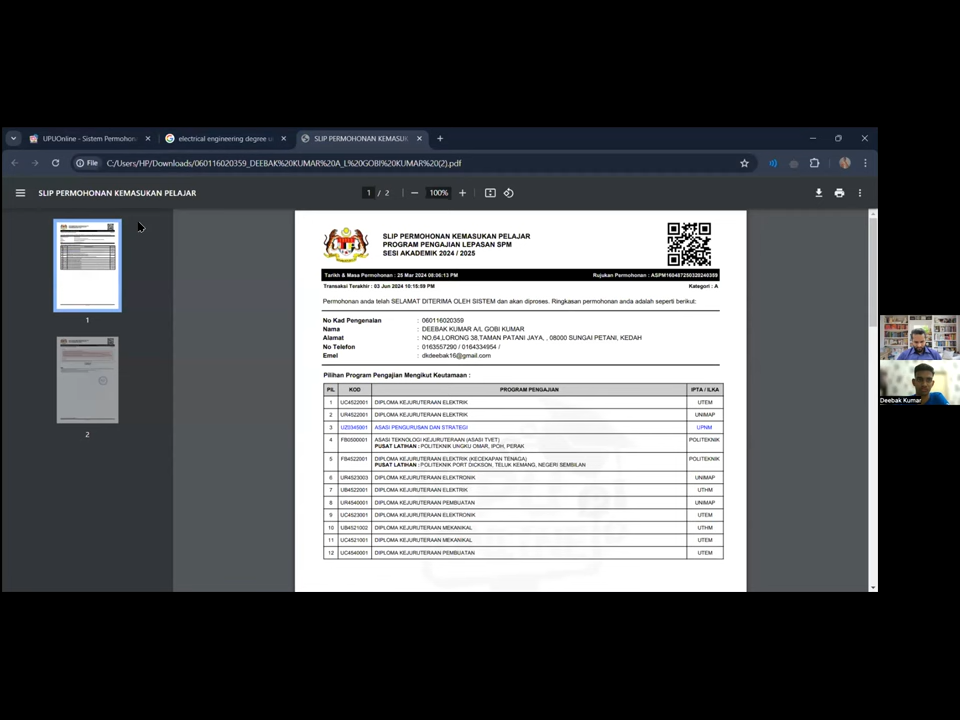 UPUOnline - Sistem Permohon
electrical engineering degree u
SLIP PERMOHONAN KEMASUK
File C:/Users/HP/Downloads/060116020359_DEEBAK%20KUMAR%20A_L%20GOBI%20KUMAR%20(2).pdf
SLIP PERMOHONAN KEMASUKAN PELAJAR
1 / 2
100%
1
2
SLIP PERMOHONAN KEMASUKAN PELAJAR
PROGRAM PENGAJIAN LEPASAN SPM
SESI AKADEMIK 2024 / 2025
Tarikh & Masa Permohonan : 25 Mar 2024 08:06:13 PM Rujukan Permohonan : ASPM160487250320240359
Transaksi Terakhir : 03 Jun 2024 10:15:59 PM Kategori : A
Permohonan anda telah SELAMAT DITERIMA OLEH SISTEM dan akan diproses. Ringkasan permohonan anda adalah seperti berikut:
No Kad Pengenalan : 060116020359
Nama : DEEBAK KUMAR A/L GOBI KUMAR
Alamat : NO,64,LORONG 38,TAMAN PATANI JAYA, , 08000 SUNGAI PETANI, KEDAH
No Telefon : 0163557290 / 0164334954 /
Emel : dkdeebak16@gmail.com
Pilihan Program Pengajian Mengikut Keutamaan :
PIL KOD PROGRAM PENGAJIAN IPTA / ILKA
1 UC4522001 DIPLOMA KEJURUTERAAN ELEKTRIK UTEM
2 UR4522001 DIPLOMA KEJURUTERAAN ELEKTRIK UNIMAP
3 UZ0345001 ASASI PENGURUSAN DAN STRATEGI UPNM
4 FB0500001 ASASI TEKNOLOGI KEJURUTERAAN (ASASI TVET) POLITEKNIK
PUSAT LATIHAN : POLITEKNIK UNGKU OMAR, IPOH, PERAK
5 FB4522001 DIPLOMA KEJURUTERAAN ELEKTRIK (KECEKAPAN TENAGA) POLITEKNIK
PUSAT LATIHAN : POLITEKNIK PORT DICKSON, TELUK KEMANG, NEGERI SEMBILAN
6 UR4523003 DIPLOMA KEJURUTERAAN ELEKTRONIK UNIMAP
7 UB4522001 DIPLOMA KEJURUTERAAN ELEKTRIK UTHM
8 UR4540001 DIPLOMA KEJURUTERAAN PEMBUATAN UNIMAP
9 UC4523001 DIPLOMA KEJURUTERAAN ELEKTRONIK UTEM
10 UB4521002 DIPLOMA KEJURUTERAAN MEKANIKAL UTHM
11 UC4521001 DIPLOMA KEJURUTERAAN MEKANIKAL UTEM
12 UC4540001 DIPLOMA KEJURUTERAAN PEMBUATAN UTEM
Deebak Kumar